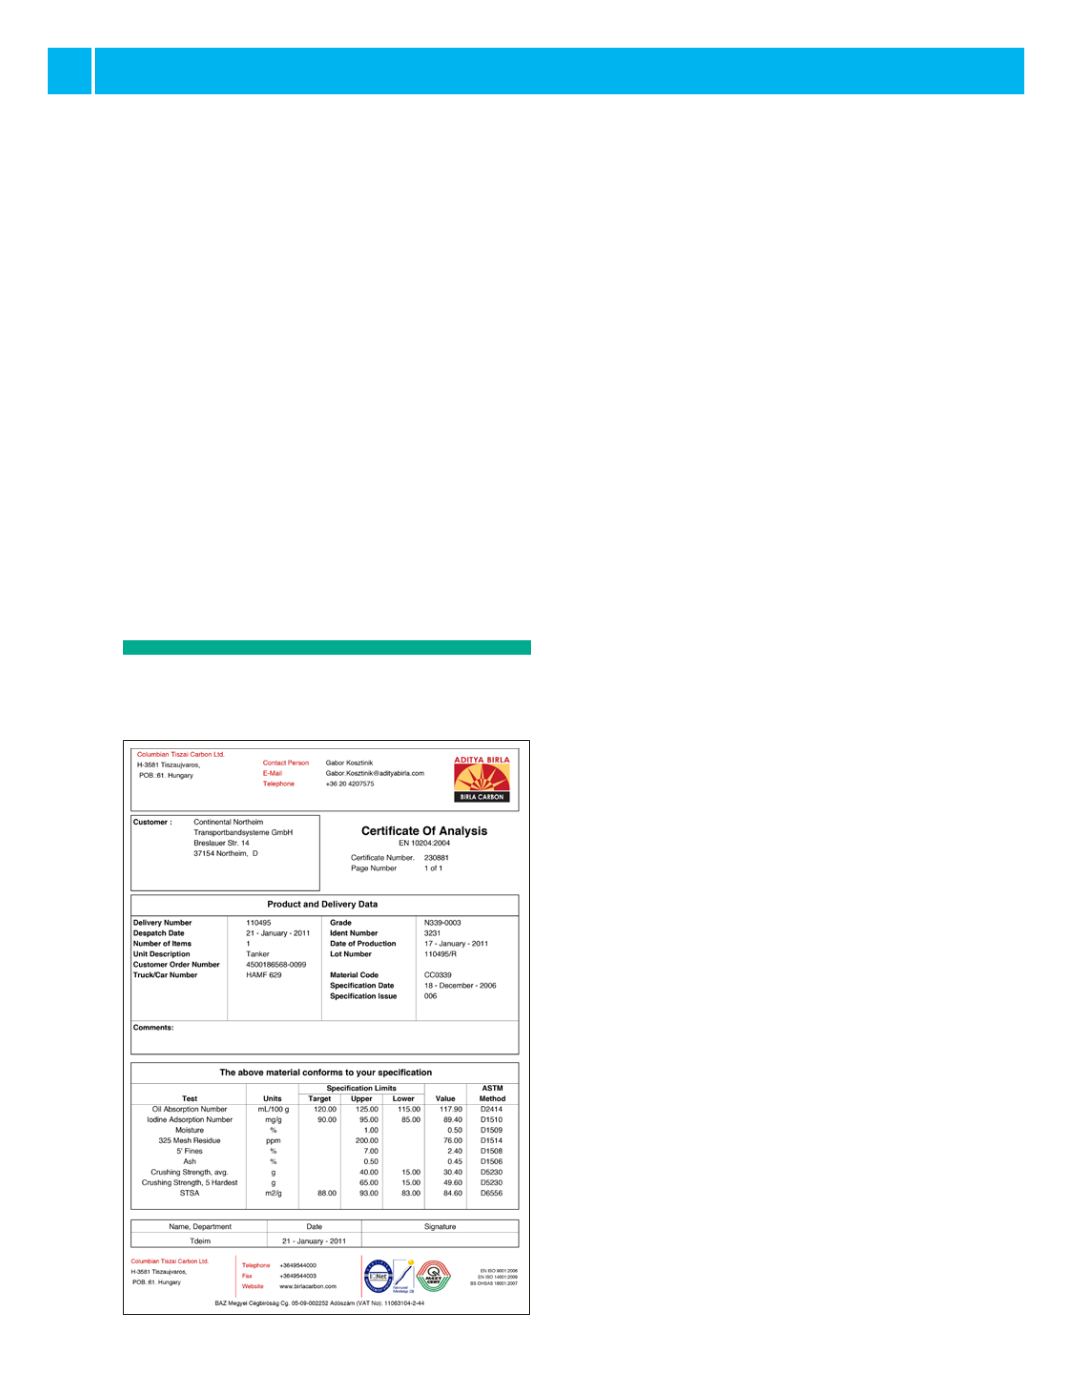 Columbian Tiszai Carbon Ltd.
H-3581 Tiszaujvaros,
POB.:61. Hungary
Contact Person Gabor Kosztinik
E-Mail Gabor.Kosztinik@adityabirla.com
Telephone +36 20 4207575
ADITYA BIRLA
BIRLA CARBON
Customer : Continental Northeim
Transportbandsysteme GmbH
Breslauer Str. 14
37154 Northeim, D
Certificate Of Analysis
EN 10204:2004
Certificate Number. 230881
Page Number 1 of 1
Product and Delivery Data
Delivery Number 110495 Grade N339-0003
Despatch Date 21 - January - 2011 Ident Number 3231
Number of Items 1 Date of Production 17 - January - 2011
Unit Description Tanker Lot Number 110495/R
Customer Order Number 4500186568-0099
Truck/Car Number HAMF 629 Material Code CC0339
Specification Date 18 - December - 2006
Specification Issue 006
Comments:
The above material conforms to your specification
Specification Limits ASTM
Test Units Target Upper Lower Value Method
Oil Absorption Number mL/100 g 120.00 125.00 115.00 117.90 D2414
Iodine Adsorption Number mg/g 90.00 95.00 85.00 89.40 D1510
Moisture % 1.00 0.50 D1509
325 Mesh Residue ppm 200.00 76.00 D1514
5' Fines % 7.00 2.40 D1508
Ash % 0.50 0.45 D1506
Crushing Strength, avg. g 40.00 15.00 30.40 D5230
Crushing Strength, 5 Hardest g 65.00 15.00 49.60 D5230
STSA m2/g 88.00 93.00 83.00 84.60 D6556
Name, Department Date Signature
Tdeim 21 - January - 2011
Columbian Tiszai Carbon Ltd.
H-3581 Tiszaujvaros,
POB.:61. Hungary
Telephone +3649544000
Fax +3649544003
Website www.birlacarbon.com
EN ISO 9001:2008
EN ISO 14001:2009
BS OHSAS 18001:2007
BAZ Megyei Cégbíróság Cg. 05-09-002252 Adószám (VAT No): 11063104-2-44